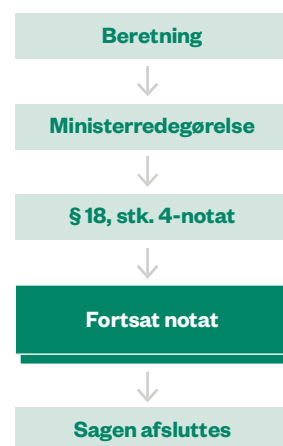 Beretning
Ministerredegørelse
§ 18, stk. 4-notat
Fortsat notat
Sagen afsluttes